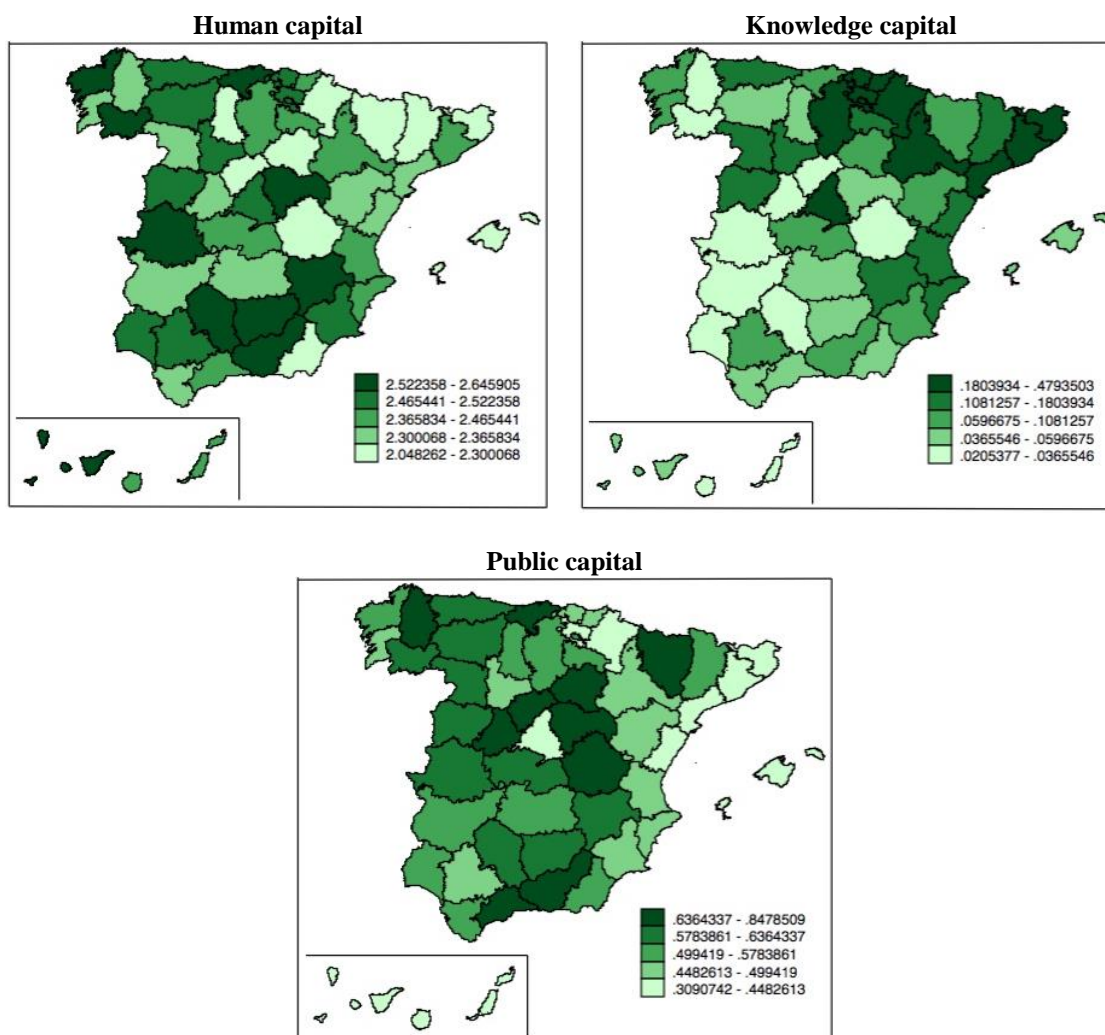 Human capital
Knowledge capital
2.522358 - 2.645905
2.465441 - 2.522358
2.365834 - 2.465441
2.300068 - 2.365834
2.048262 - 2.300068
.1803934 - .4793503
.1081257 - .1803934
.0596675 - .1081257
.0365546 - .0596675
.0205377 - .0365546
Public capital
.6364337 - .8478509
.5783861 - .6364337
.499419 - .5783861
.4482613 - .499419
.3090742 - .4482613